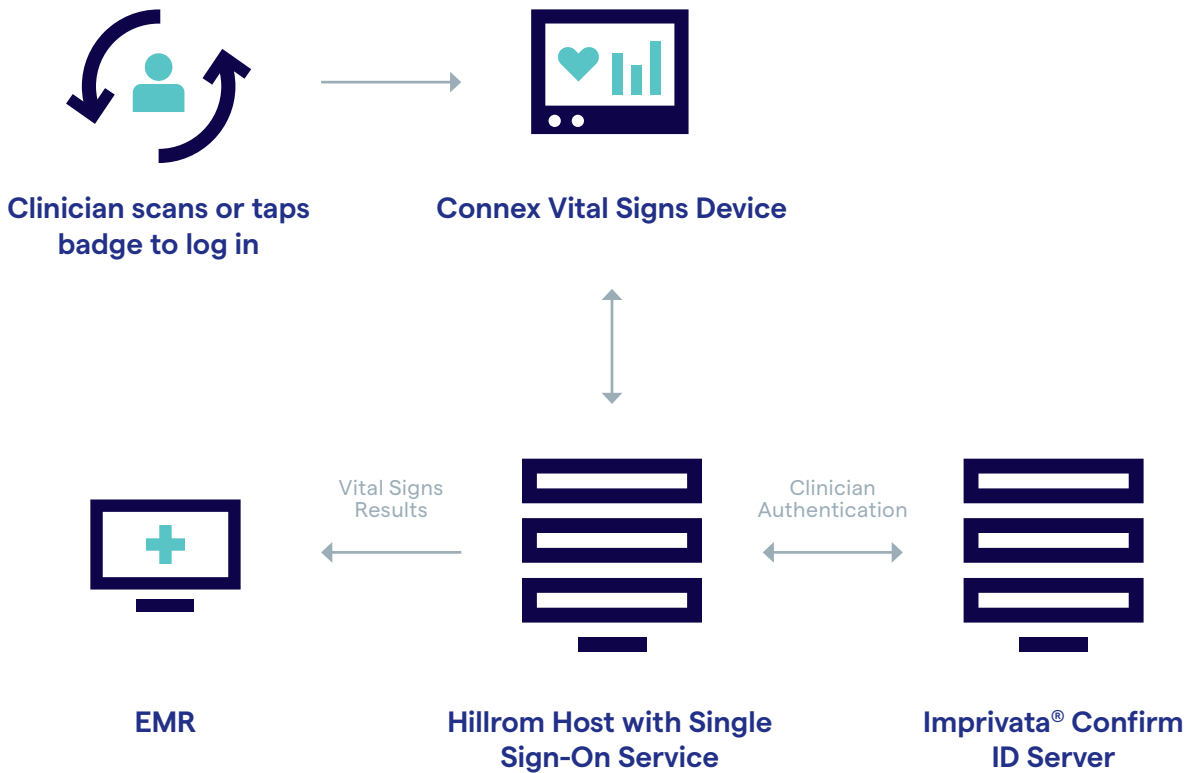 Clinician scans or taps
badge to log in
Connex Vital Signs Device
Vital Signs
Results
Clinician
Authentication
EMR
Hillrom Host with Single
Sign-On Service
Imprivata® Confirm
ID Server